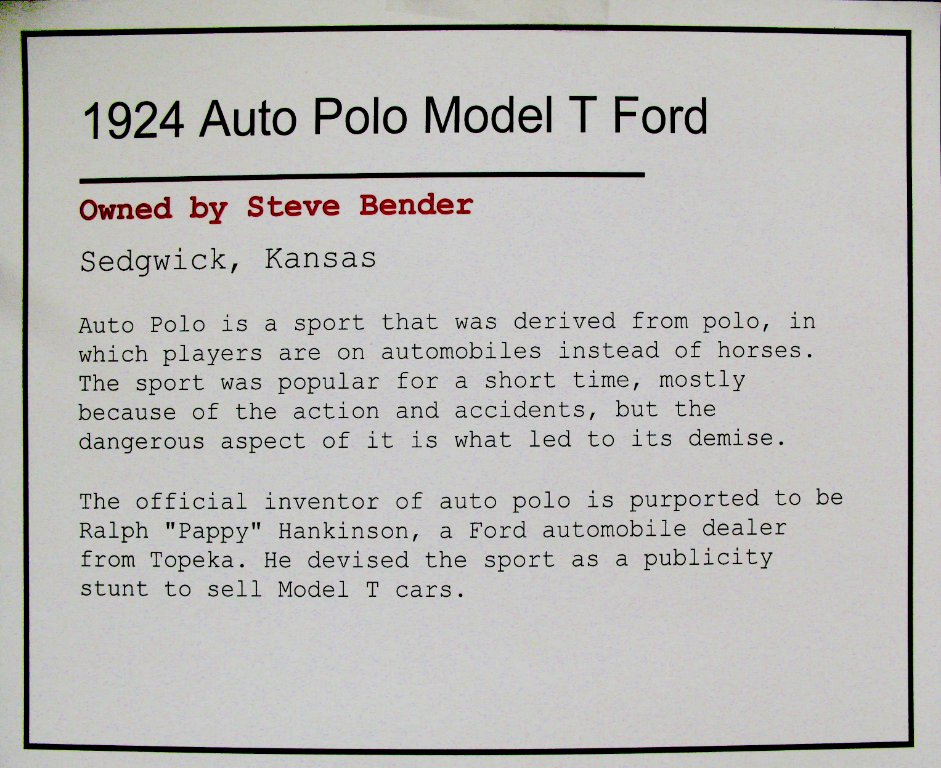 1924 Auto Polo Model T Ford
Owned by Steve Bender
Sedgwick, Kansas
Auto Polo is a sport that was derived from polo, in
which players are on automobiles instead of horses.
The sport was popular for a short time, mostly
because of the action and accidents, but the
dangerous aspect of it is what led to its demise.
The official inventor of auto polo is purported to be
Ralph "Pappy" Hankinson, a Ford automobile dealer
from Topeka. He devised the sport as a publicity
stunt to sell Model T cars.